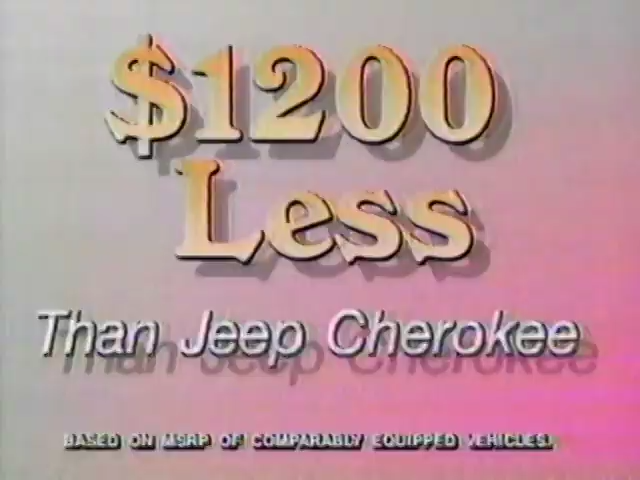 $1200
Less
Than Jeep Cherokee
BASED ON MSRP OF COMPARABLY EQUIPPED VEHICLES.